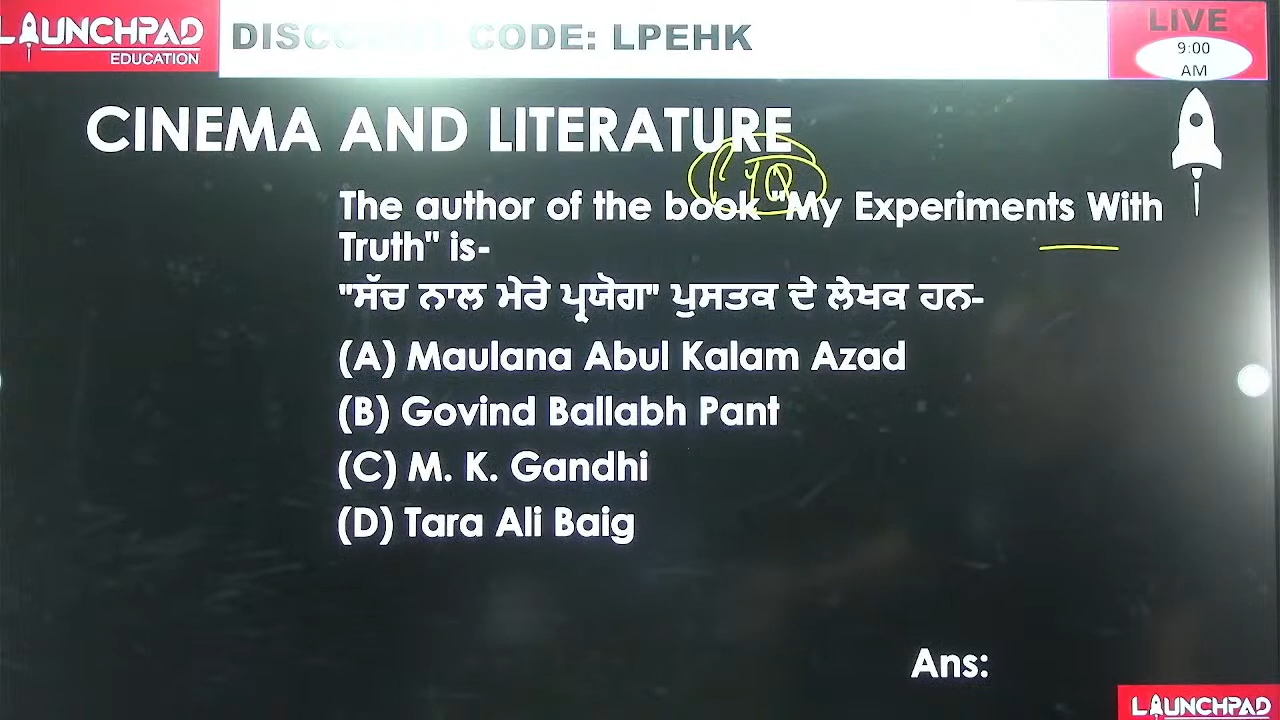 LAUNCHPAD
EDUCATION
DISCOUNT CODE: LPEHK
LIVE
9:00
AM
CINEMA AND LITERATURE
The author of the book "My Experiments With
Truth" is-
"ਸੱਚ ਨਾਲ ਮੇਰੇ ਪ੍ਰਯੋਗ" ਪੁਸਤਕ ਦੇ ਲੇਖਕ ਹਨ-
(A) Maulana Abul Kalam Azad
(B) Govind Ballabh Pant
(C) M. K. Gandhi
(D) Tara Ali Baig
Ans:
LAUNCHPAD